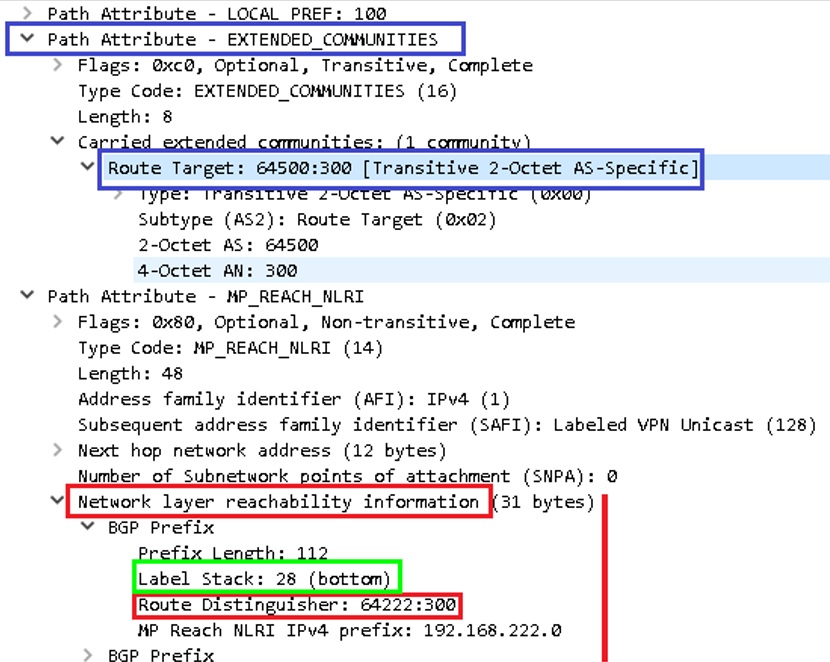 Path Attribute - LOCAL_PREF: 100
Path Attribute - EXTENDED_COMMUNITIES
Flags: 0xc0, Optional, Transitive, Complete
Type Code: EXTENDED_COMMUNITIES (16)
Length: 8
Carried extended communities: (1 community)
Route Target: 64500:300 [Transitive 2-Octet AS-Specific]
Type: Transitive 2-Octet AS-Specific (0x00)
Subtype (AS2): Route Target (0x02)
2-Octet AS: 64500
4-Octet AN: 300
Path Attribute - MP_REACH_NLRI
Flags: 0x80, Optional, Non-transitive, Complete
Type Code: MP_REACH_NLRI (14)
Length: 48
Address family identifier (AFI): IPv4 (1)
Subsequent address family identifier (SAFI): Labeled VPN Unicast (128)
Next hop network address (12 bytes)
Number of Subnetwork points of attachment (SNPA): 0
Network layer reachability information (31 bytes)
BGP Prefix
Prefix Length: 112
Label Stack: 28 (bottom)
Route Distinguisher: 64222:300
MP Reach NLRI IPv4 prefix: 192.168.222.0
BGP Prefix